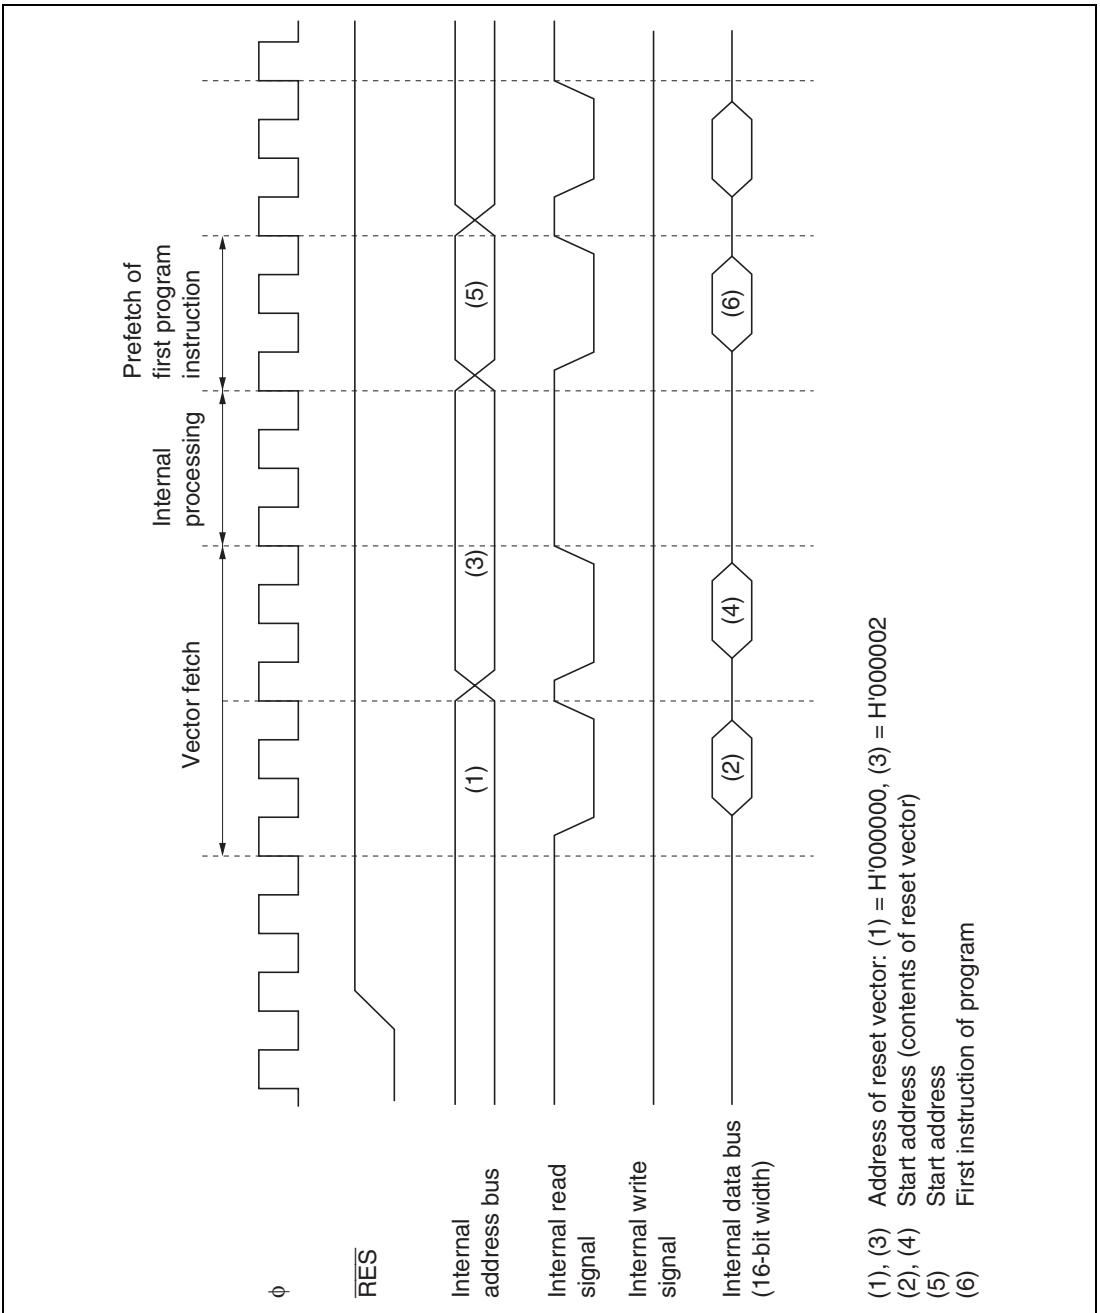 Vector fetch
Internal
processing
Prefetch of
first program
instruction
φ
RES
Internal
address bus
(1)
(3)
(5)
Internal read
signal
Internal write
signal
Internal data bus
(16-bit width)
(2)
(4)
(6)
(1), (3) Address of reset vector: (1) = H'000000, (3) = H'000002
(2), (4) Start address (contents of reset vector)
(5) Start address
(6) First instruction of program